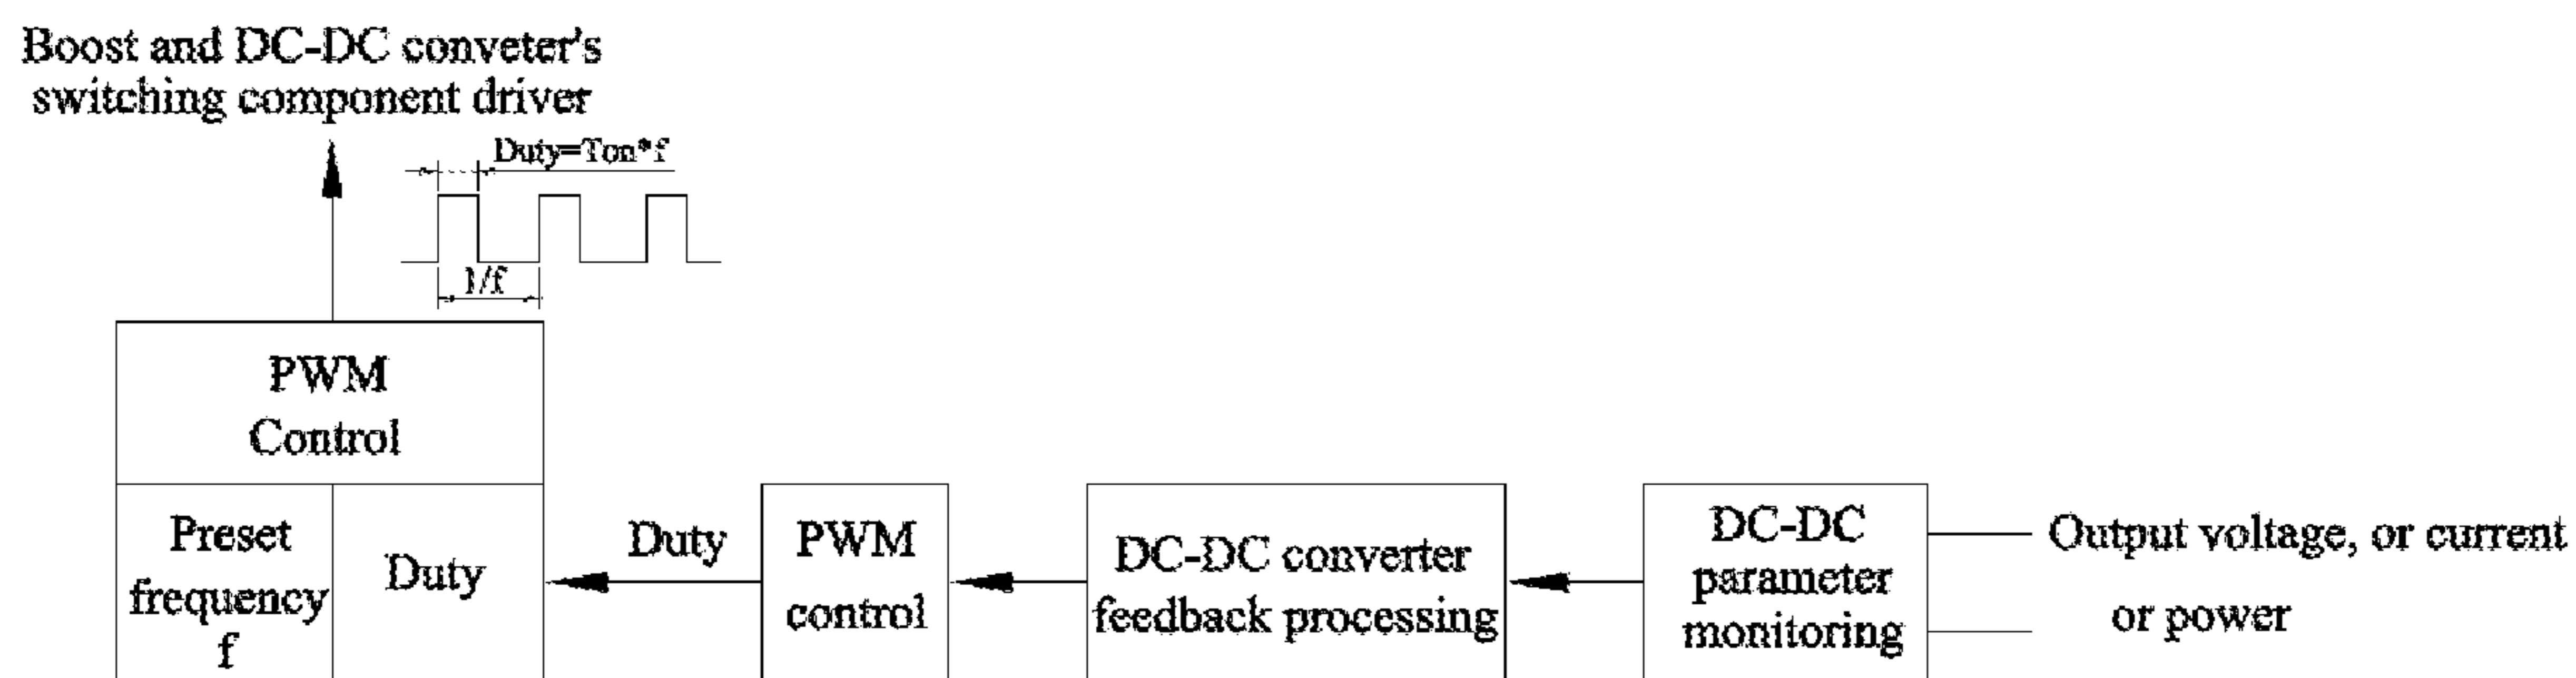 Boost and DC-DC conveter's
switching component driver
Duty=Ton*f
1/f
PWM
Control
Preset
frequency
f
Duty
Duty
PWM
control
DC-DC converter
feedback processing
DC-DC
parameter
monitoring
Output voltage, or current
or power